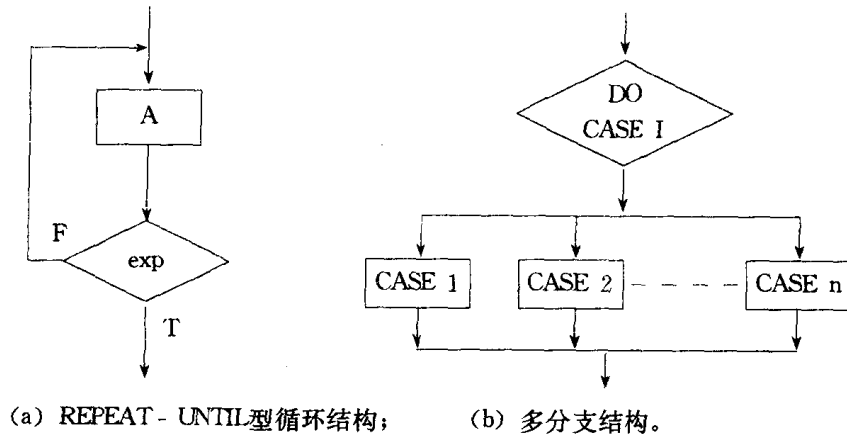 A
F
exp
T
DO
CASE I
CASE 1
CASE 2
CASE n
(a) REPEAT-UNTIL型循环结构;
(b) 多分支结构。